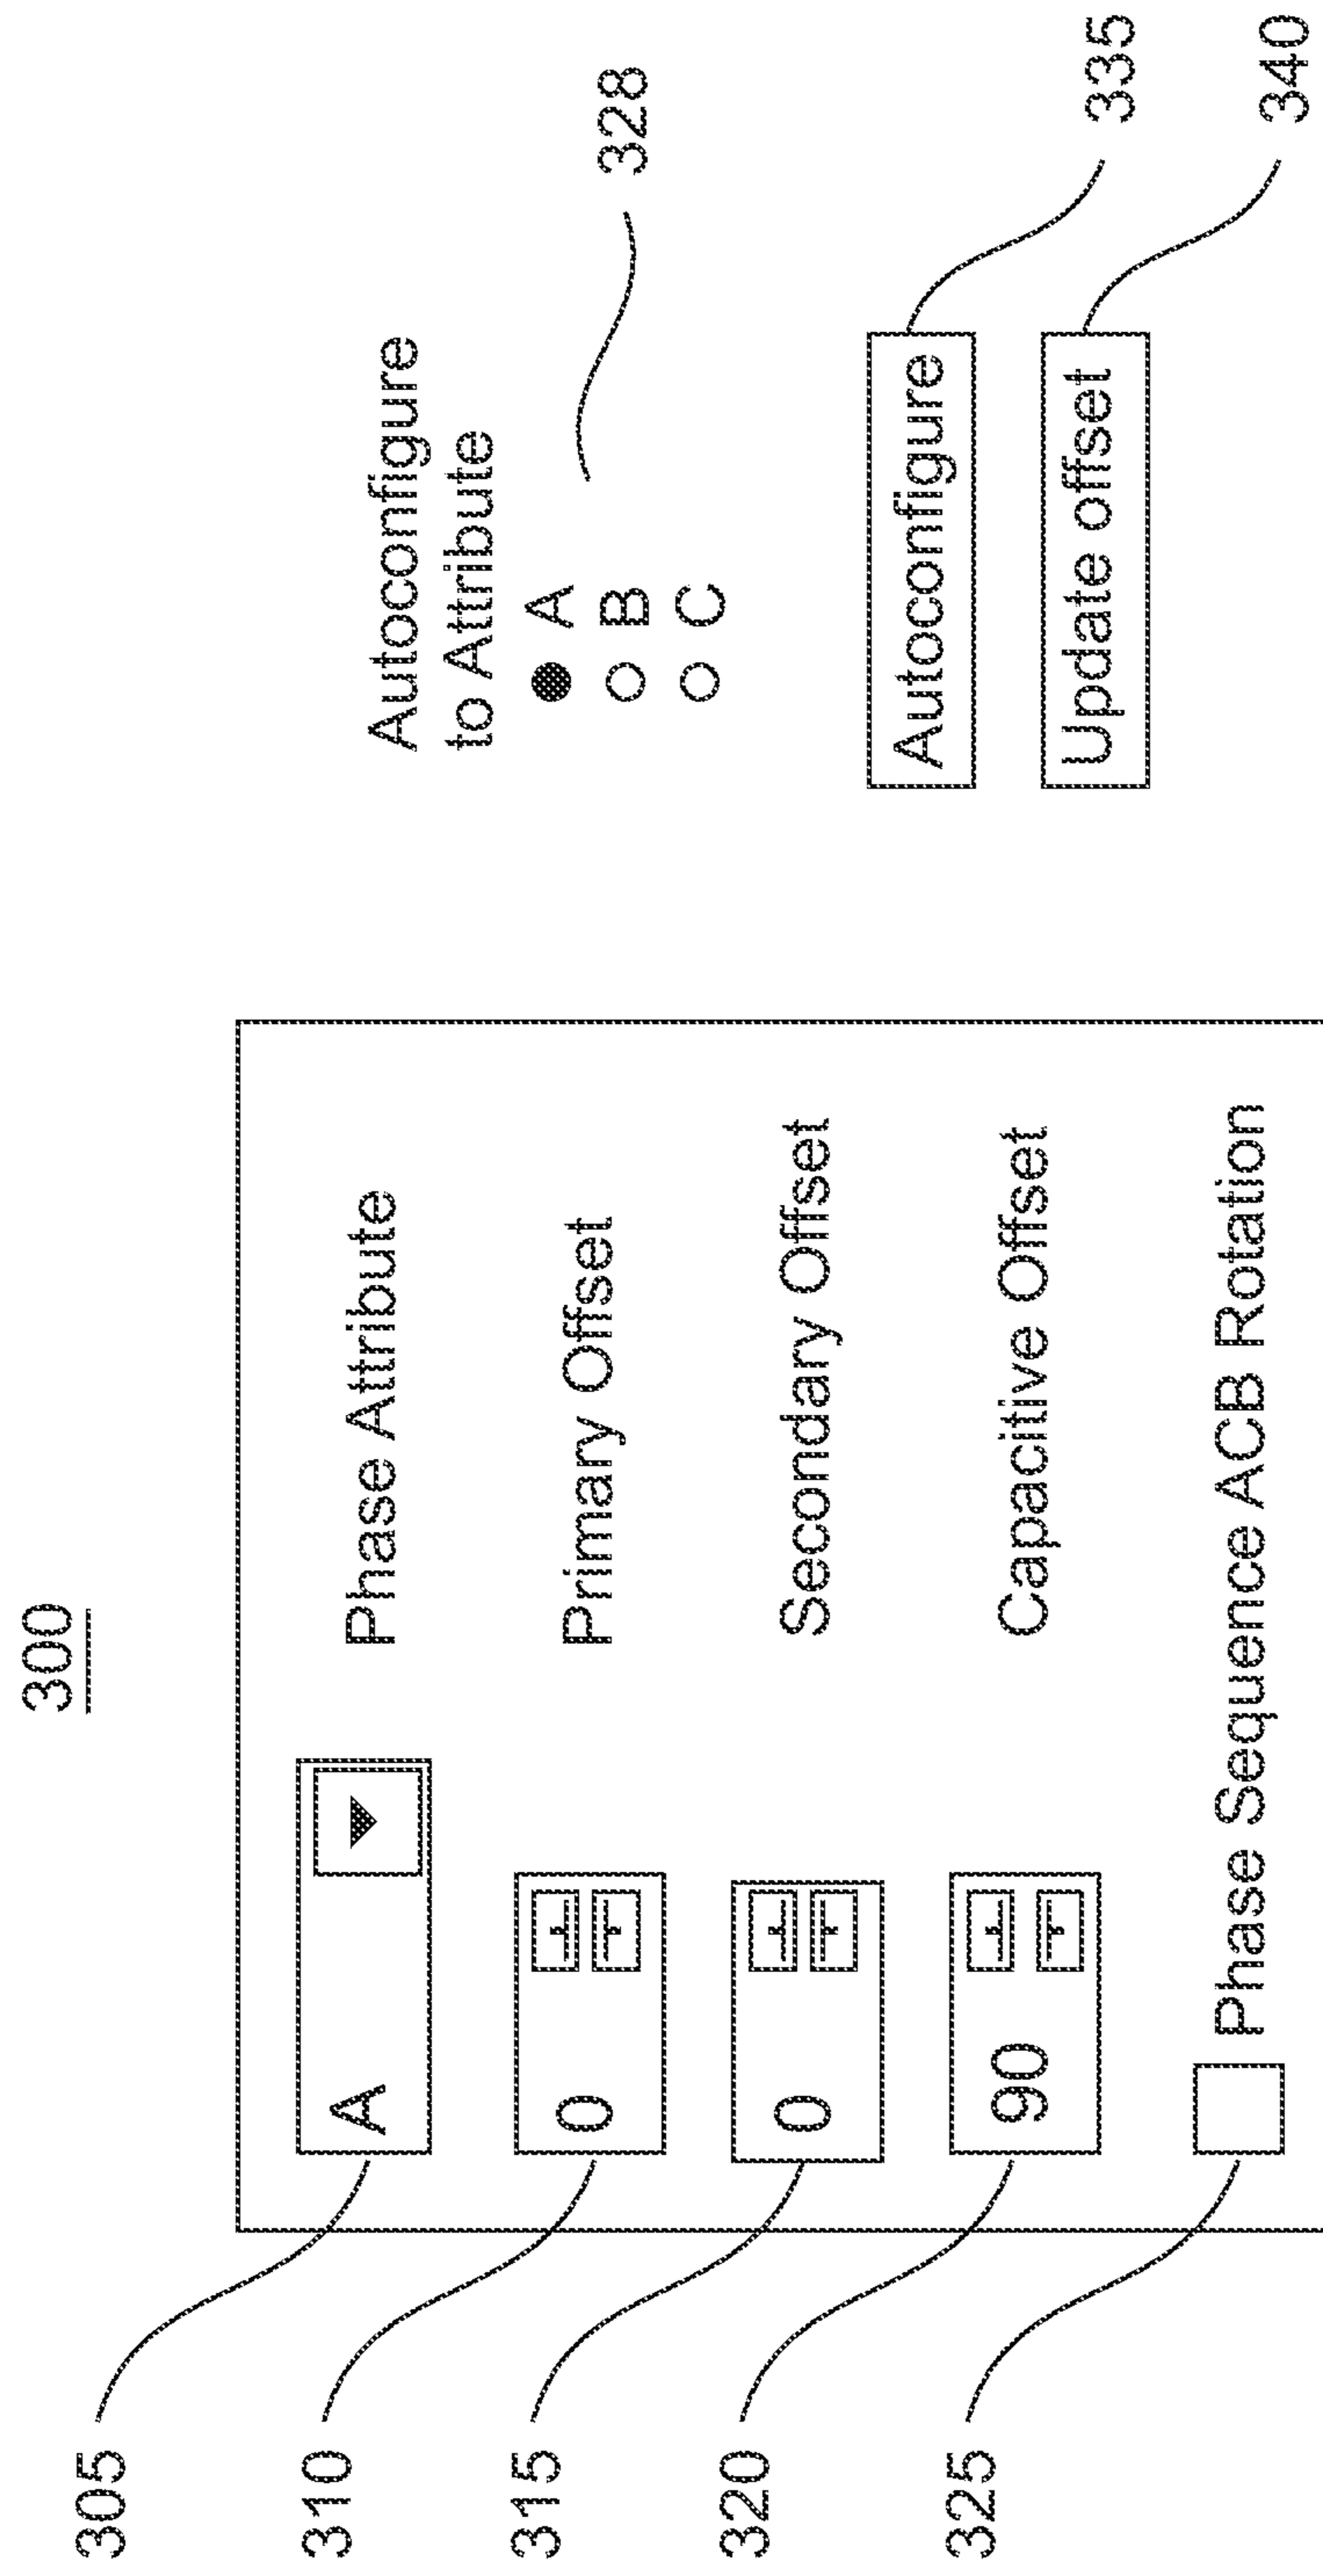 300
305
A
Phase Attribute
310
0
Primary Offset
315
0
Secondary Offset
320
90
Capacitive Offset
325
Phase Sequence ACB Rotation
Autoconfigure
to Attribute
A
B
C
328
Autoconfigure
335
Update offset
340